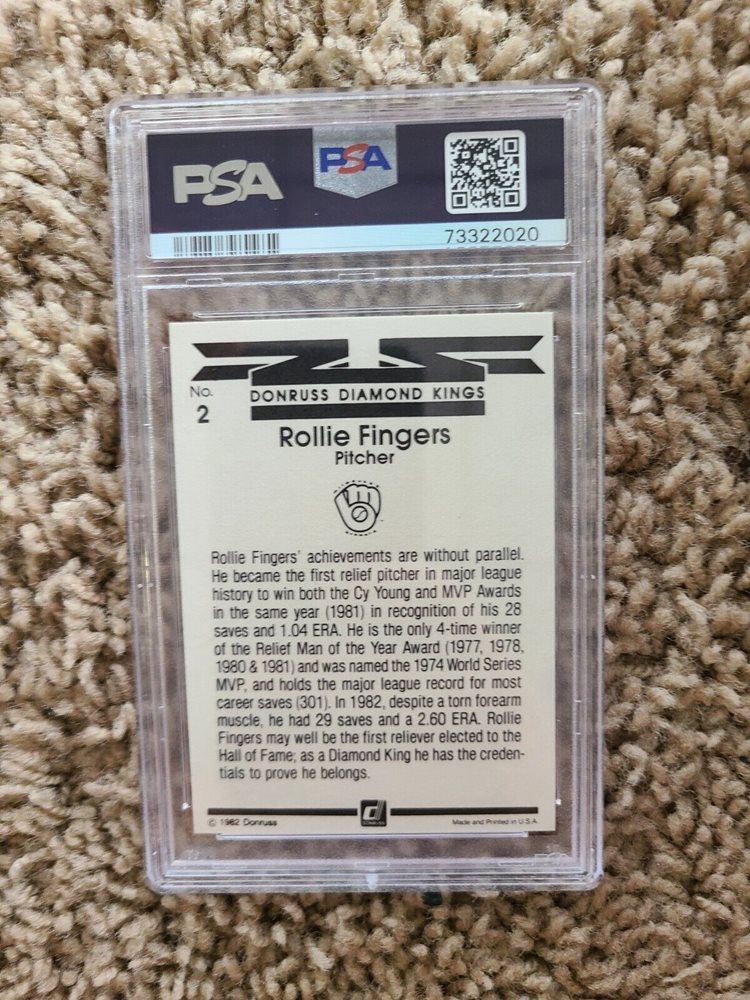 PSA
PSA
73322020
No.
2
DONRUSS DIAMOND KINGS
Rollie Fingers
Pitcher
Rollie Fingers' achievements are without parallel.
He became the first relief pitcher in major league
history to win both the Cy Young and MVP Awards
in the same year (1981) in recognition of his 28
saves and 1.04 ERA. He is the only 4-time winner
of the Relief Man of the Year Award (1977, 1978,
1980 & 1981) and was named the 1974 World Series
MVP, and holds the major league record for most
career saves (301). In 1982, despite a torn forearm
muscle, he had 29 saves and a 2.60 ERA. Rollie
Fingers may well be the first reliever elected to the
Hall of Fame; as a Diamond King he has the creden-
tials to prove he belongs.
d
DONRUSS
© 1982 Donruss
Made and Printed in U.S.A.